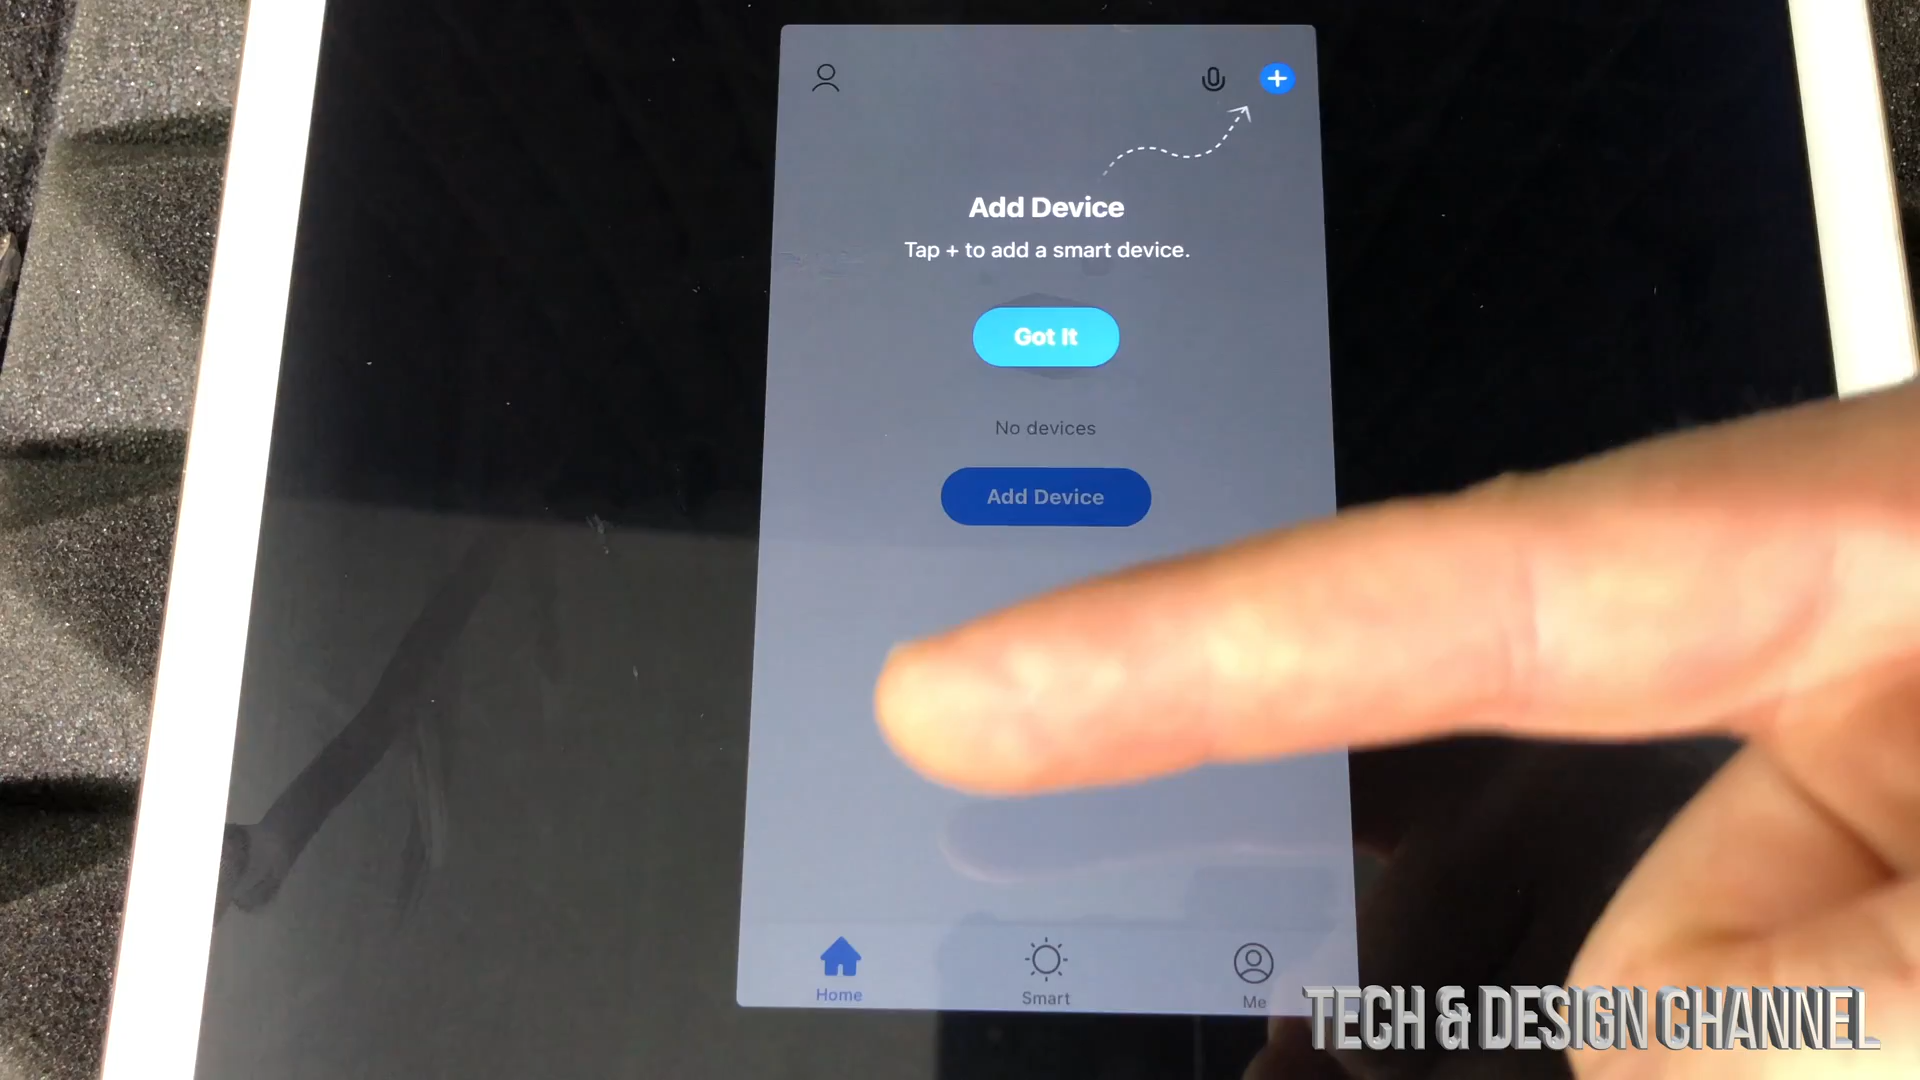 Add Device
Tap + to add a smart device.
Got It
No devices
Add Device
Home
Smart
Me
TECH & DESIGN CHANNEL